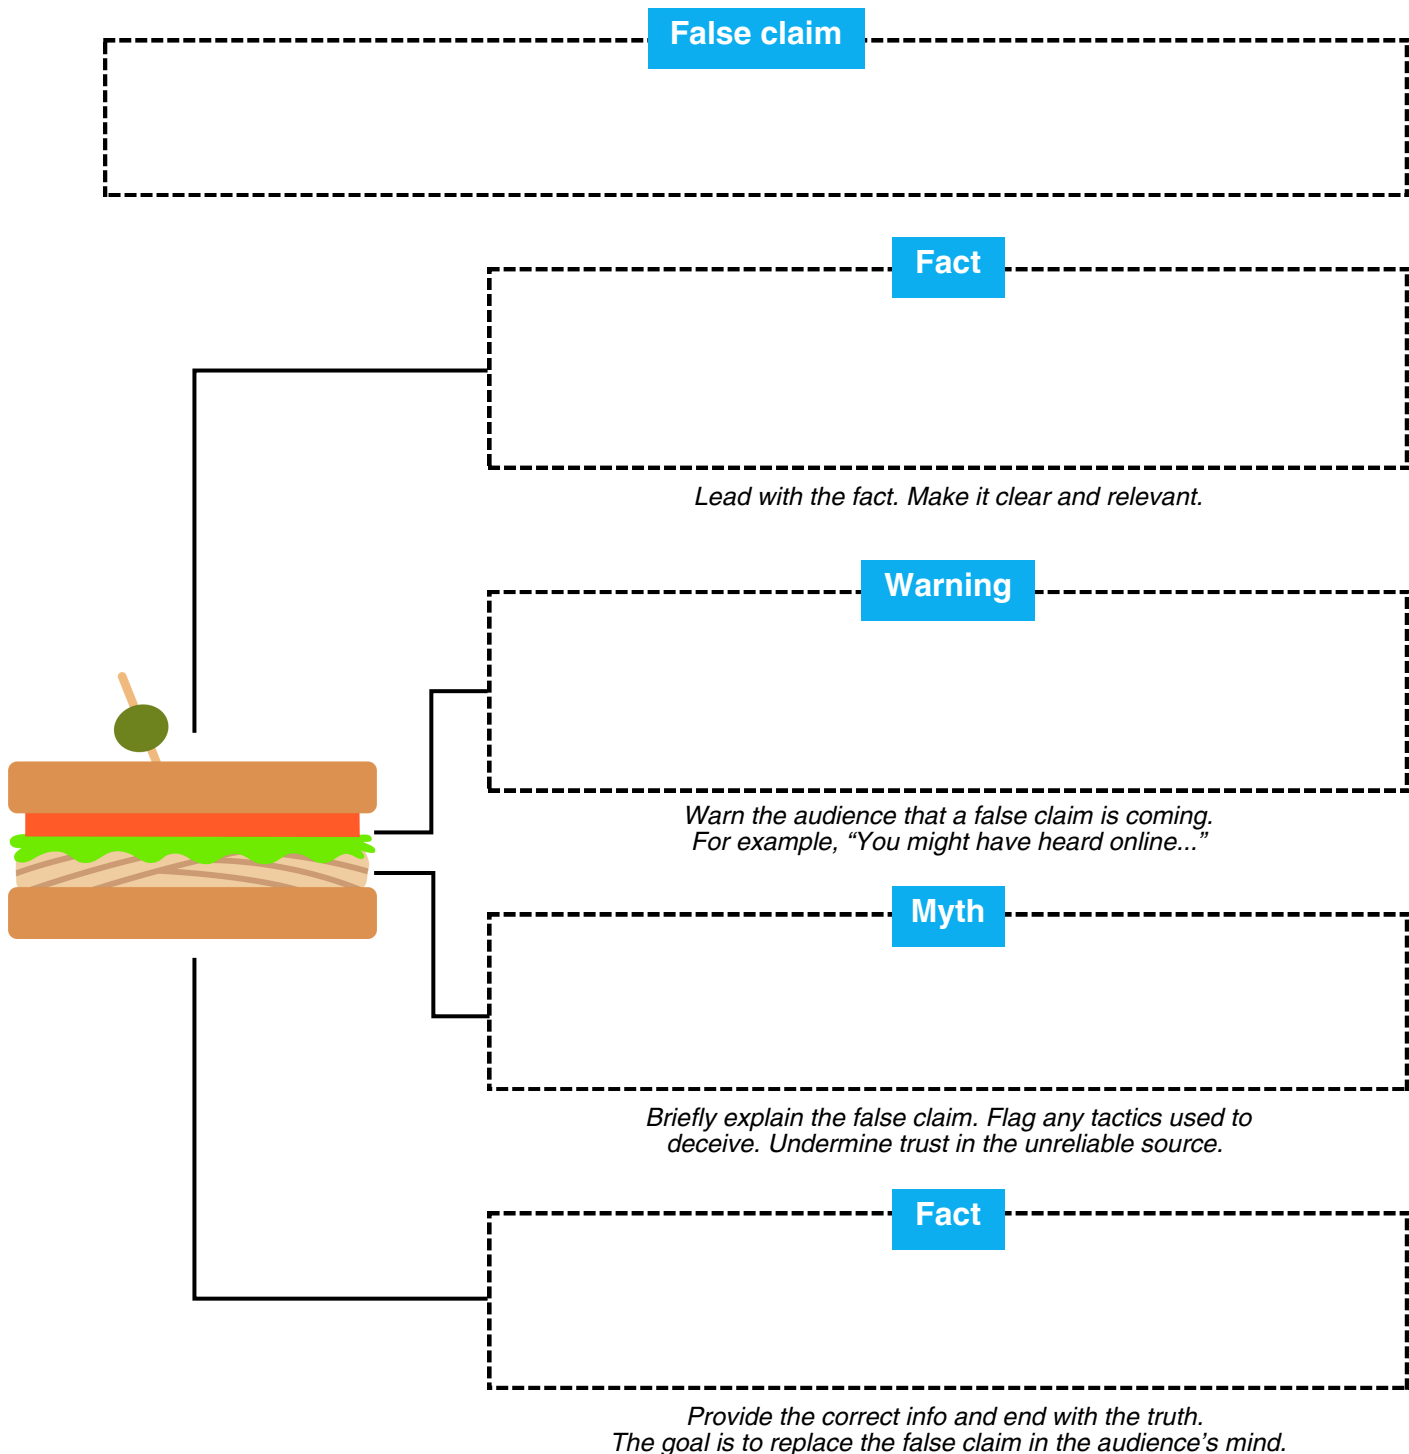 False claim
Fact
Lead with the fact. Make it clear and relevant.
Warning
Warn the audience that a false claim is coming.
For example, “You might have heard online...”
Myth
Briefly explain the false claim. Flag any tactics used to
deceive. Undermine trust in the unreliable source.
Fact
Provide the correct info and end with the truth.
The goal is to replace the false claim in the audience’s mind.